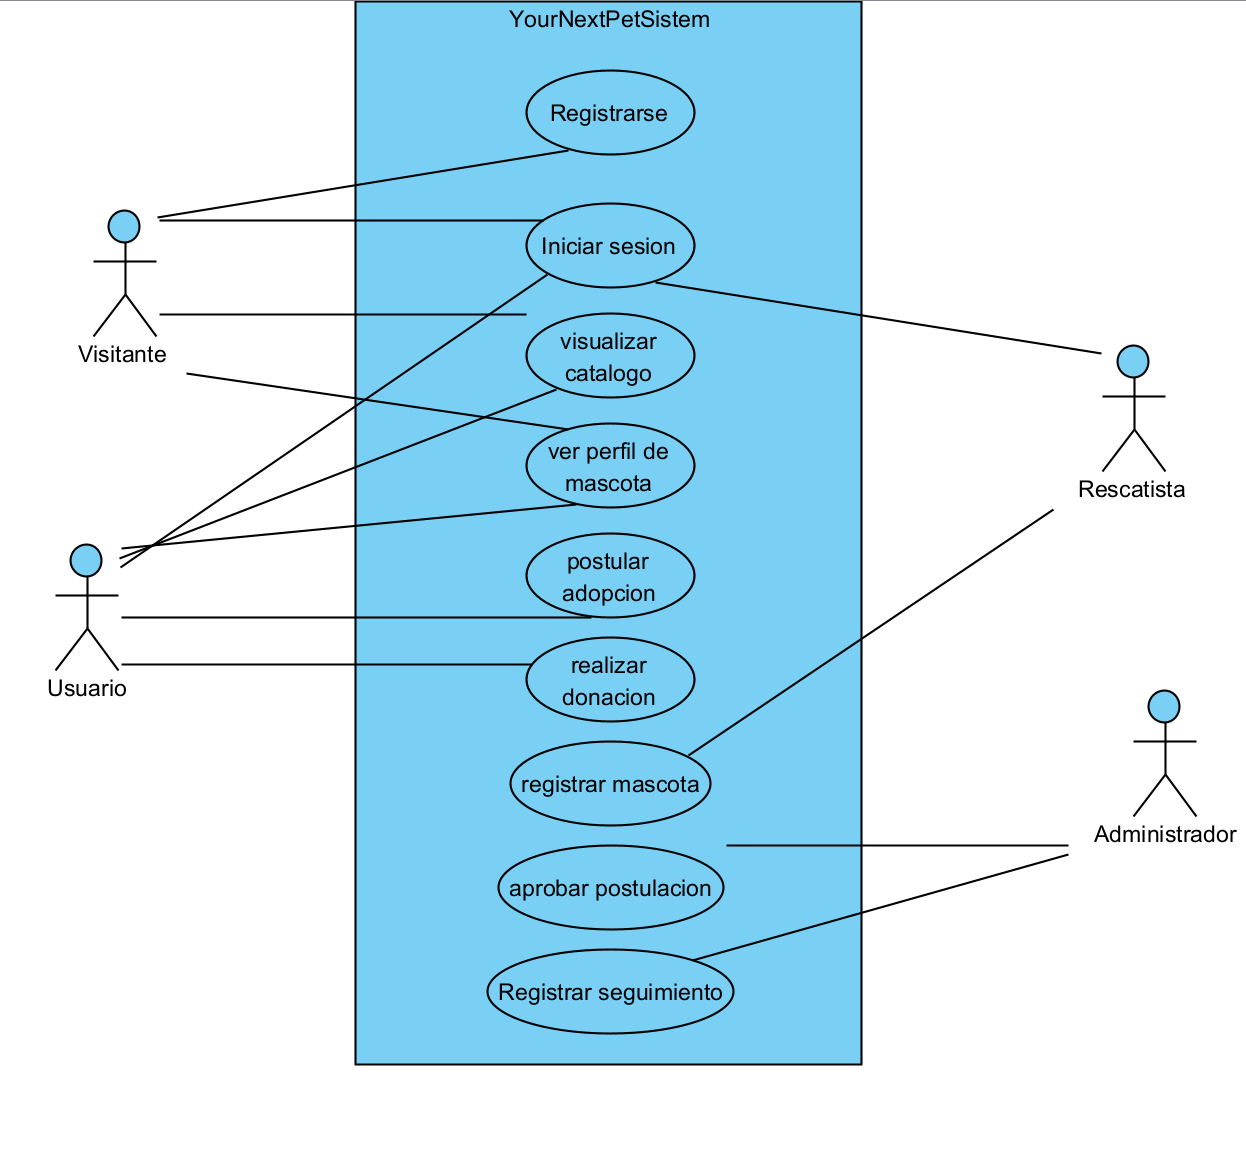 YourNextPetSistem
Registrarse
Iniciar sesion
visualizar
catalogo
Visitante
ver perfil de
mascota
Rescatista
postular
adopcion
realizar
donacion
Usuario
registrar mascota
Administrador
aprobar postulacion
Registrar seguimiento